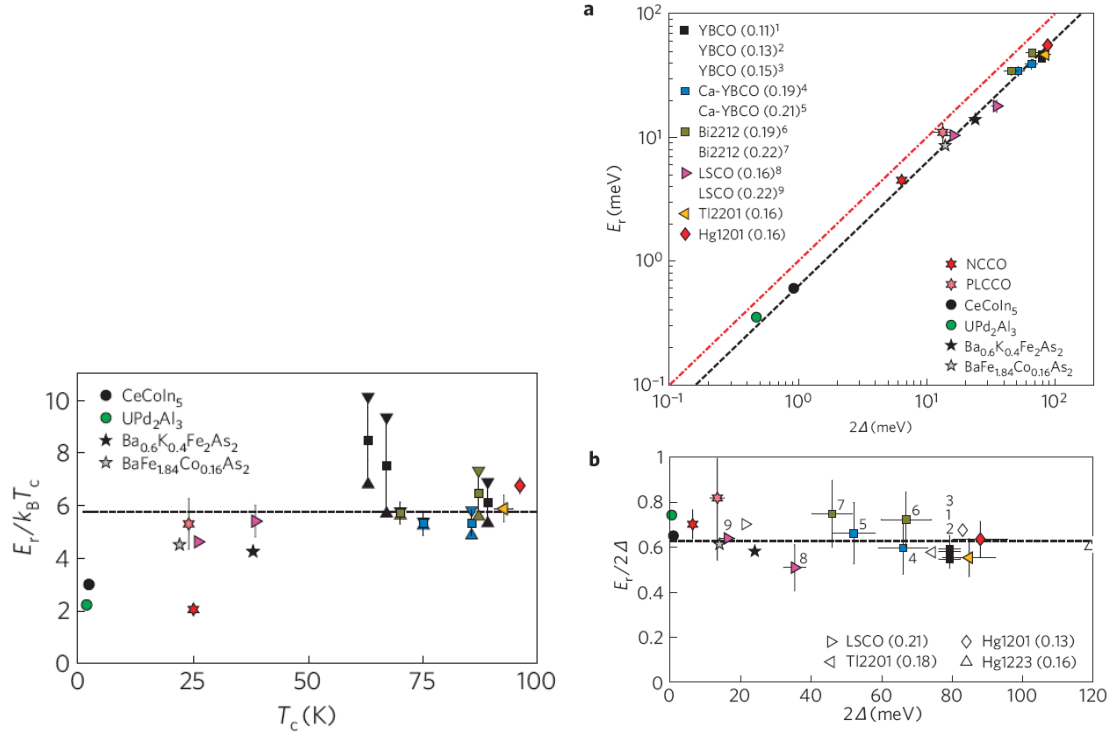 a
10²
10¹
10⁰
10⁻¹
E_r (meV)
YBCO (0.11)¹
YBCO (0.13)²
YBCO (0.15)³
Ca-YBCO (0.19)⁴
Ca-YBCO (0.21)⁵
Bi2212 (0.19)⁶
Bi2212 (0.22)⁷
LSCO (0.16)⁸
LSCO (0.22)⁹
Tl2201 (0.16)
Hg1201 (0.16)
NCCO
PLCCO
CeCoIn₅
UPd₂Al₃
Ba₀.₆K₀.₄Fe₂As₂
BaFe₁.₈₄Co₀.₁₆As₂
10⁻¹ 10⁰ 10¹ 10²
2Δ (meV)
10
8
6
4
2
0
E_r/k_BT_c
CeCoIn₅
UPd₂Al₃
Ba₀.₆K₀.₄Fe₂As₂
BaFe₁.₈₄Co₀.₁₆As₂
0 25 50 75 100
T_c (K)
b
1
0.8
0.6
0.4
0.2
0
E_r/2Δ
9
8
7
5
6
4
3
1
2
LSCO (0.21)
Hg1201 (0.13)
Tl2201 (0.18)
Hg1223 (0.16)
0 20 40 60 80 100 120
2Δ (meV)